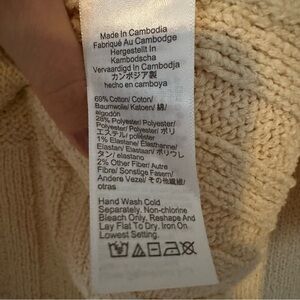 Made In Cambodia
Fabriqué Au Cambodge
Hergestellt in
Kambodscha
Vervaardigd In Cambodja
カンボジア製
hecho en camboya
69% Cotton/ Coton/
Baumwolle/ Katoen/ 綿/
algodón
28% Polyester/ Polyester/
Polyester/ Polyester/ ポリ
エステル/ poliéster
1% Elastane/ Élasthanne/
Elastan/ Elastaan/ ポリウレ
タン/ elastano
2% Other Fiber/ Autre
Fibre/ Sonstige Fasern/
Andere Vezel/ その他繊維/
otras
Hand Wash Cold
Separately. Non-chlorine
Bleach Only. Reshape And
Lay Flat To Dry. Iron On
Lowest Setting.